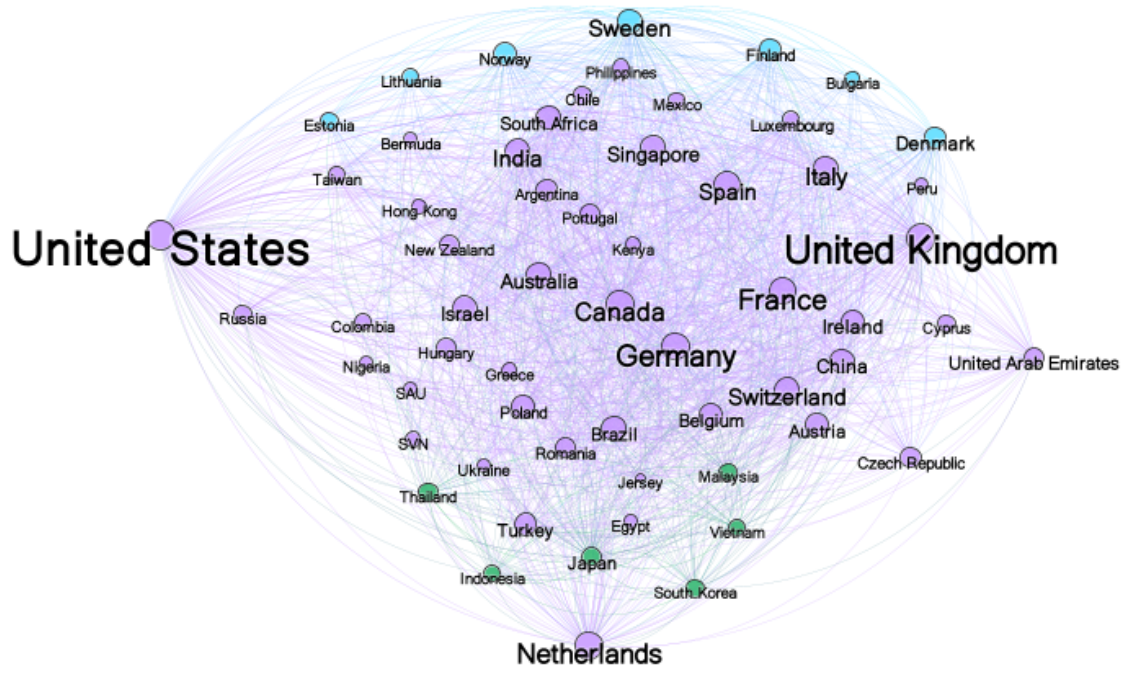 Sweden
Norway
Finland
Philippines
Lithuania
Bulgaria
Chile
Mexico
Estonia
South Africa
Luxembourg
Bermuda
Denmark
India
Singapore
Taiwan
Italy
Spain
Peru
Argentina
Hong Kong
Portugal
United States
New Zealand
Kenya
United Kingdom
Australia
France
Canada
Israel
Russia
Colombia
Ireland
Cyprus
Hungary
Germany
Nigeria
Greece
China
United Arab Emirates
SAU
Switzerland
Poland
Belgium
Brazil
Austria
SVN
Romania
Czech Republic
Ukraine
Jersey
Malaysia
Thailand
Turkey
Egypt
Vietnam
Japan
Indonesia
South Korea
Netherlands